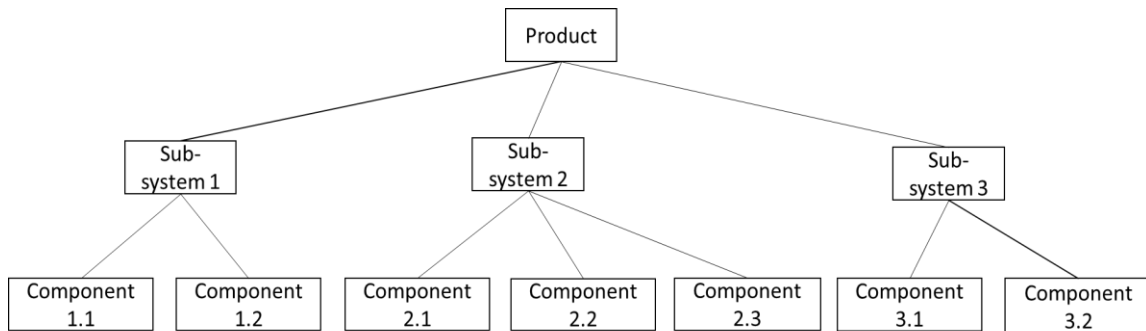 Product
Sub-
system 1
Sub-
system 2
Sub-
system 3
Component
1.1
Component
1.2
Component
2.1
Component
2.2
Component
2.3
Component
3.1
Component
3.2